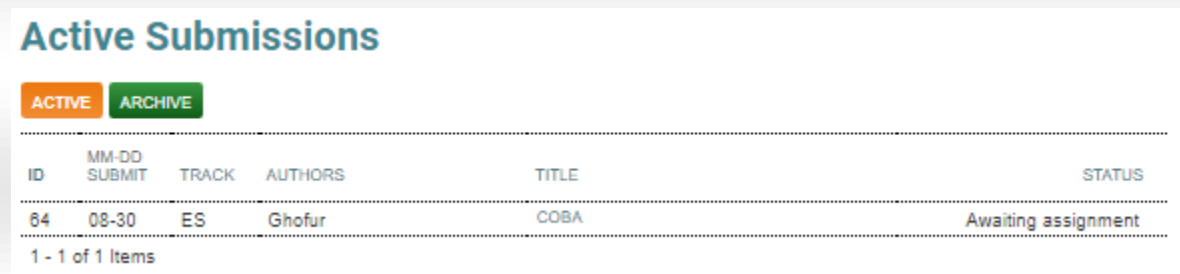 Active Submissions
ACTIVE ARCHIVE
MM-DD
ID SUBMIT TRACK AUTHORS TITLE STATUS
64 08-30 ES Ghofur COBA Awaiting assignment
1 - 1 of 1 Items